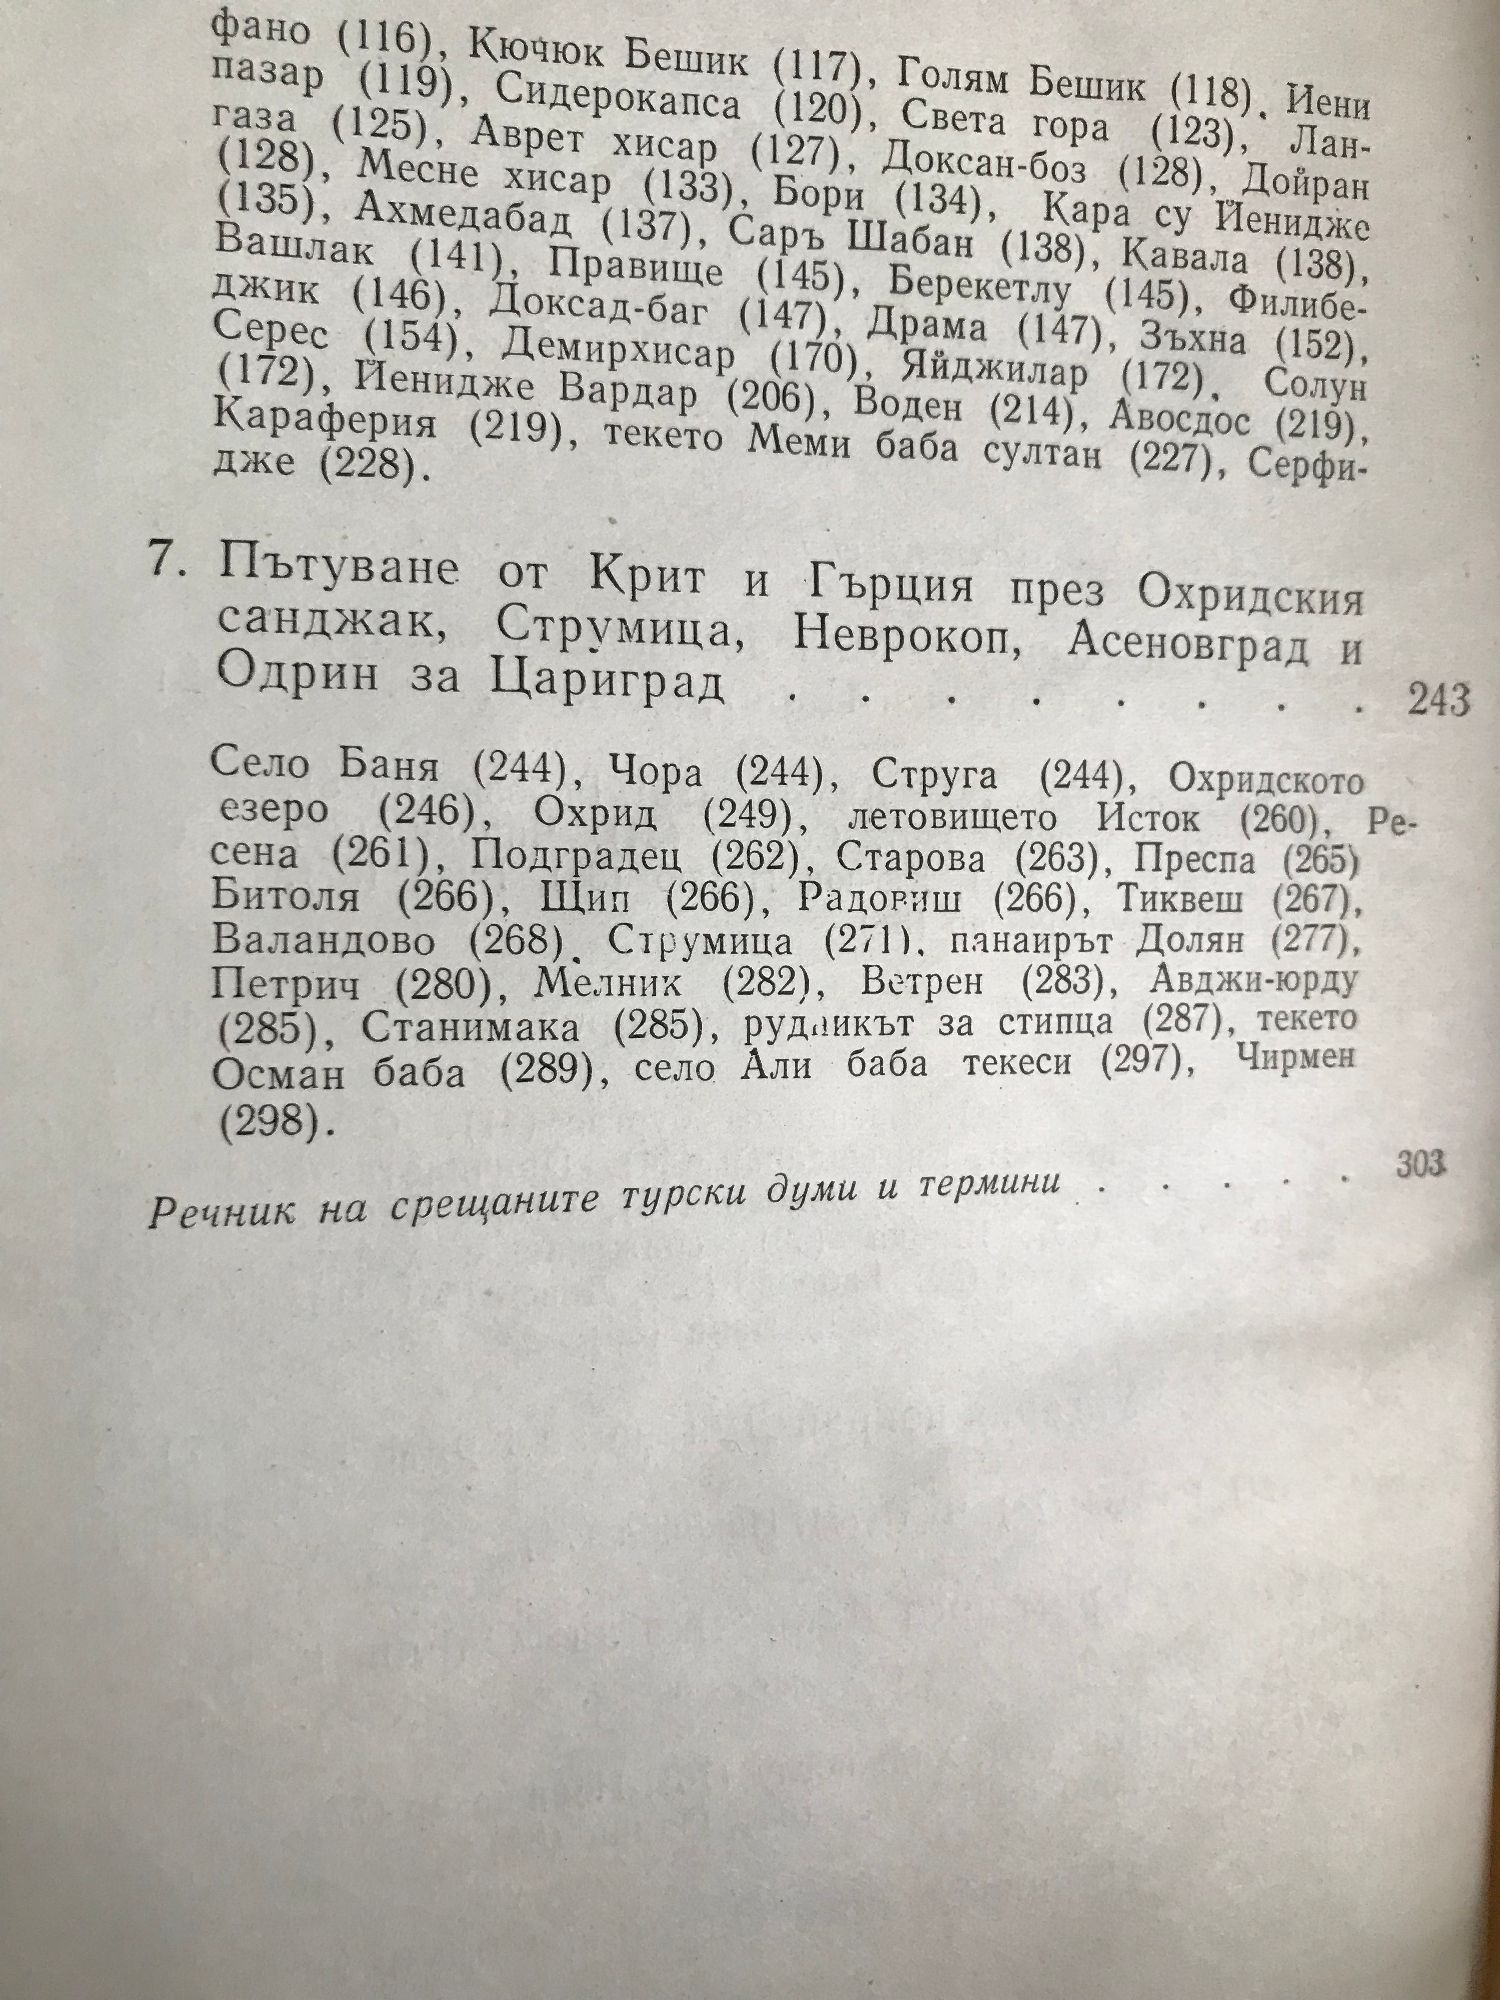 фано (116), Кючюк Бешик (117), Голям Бешик (118). Иени
пазар (119), Сидерокапса (120), Света гора (123), Лан-
газа (125), Аврет хисар (127), Доксан-боз (128), Дойран
(128), Месне хисар (133), Бори (134), Кара су Йенидже
(135), Ахмедабад (137), Саръ Шабан (138), Кавала (138),
Вашлак (141), Правище (145), Берекетлу (145), Филибе-
джик (146), Доксад-баг (147), Драма (147), Зъхна (152),
Серес (154), Демирхисар (170), Яйджилар (172), Солун
(172), Йенидже Вардар (206), Воден (214), Авосдос (219),
Караферия (219), текето Меми баба султан (227), Серфи-
дже (228).
7. Пътуване от Крит и Гърция през Охридския
санджак, Струмица, Неврокоп, Асеновград и
Одрин за Цариград . . . . . . . . 243
Село Баня (244), Чора (244), Струга (244), Охридското
езеро (246), Охрид (249), летовището Исток (260), Ре-
сена (261), Подградец (262), Старова (263), Преспа (265)
Битоля (266), Щип (266), Радовиш (266), Тиквеш (267),
Валандово (268), Струмица (271), панаирът Долян (277),
Петрич (280), Мелник (282), Ветрен (283), Авджи-юрду
(285), Станимака (285), рудникът за стипца (287), текето
Осман баба (289), село Али баба текеси (297), Чирмен
(298).
Речник на срещаните турски думи и термини . . . . . 303